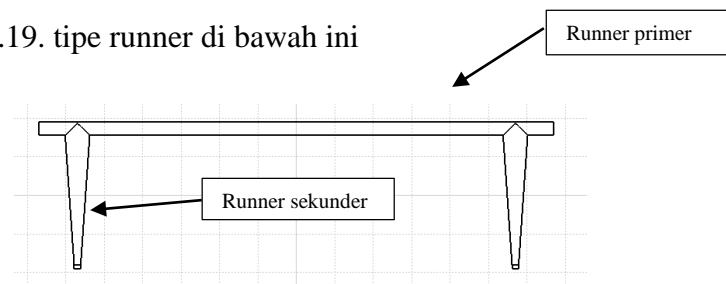 .19. tipe runner di bawah ini
Runner primer
Runner sekunder